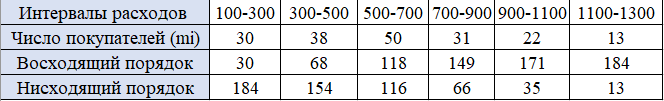 Интервалы расходов 100-300 300-500 500-700 700-900 900-1100 1100-1300
Число покупателей (mi) 30 38 50 31 22 13
Восходящий порядок 30 68 118 149 171 184
Нисходящий порядок 184 154 116 66 35 13